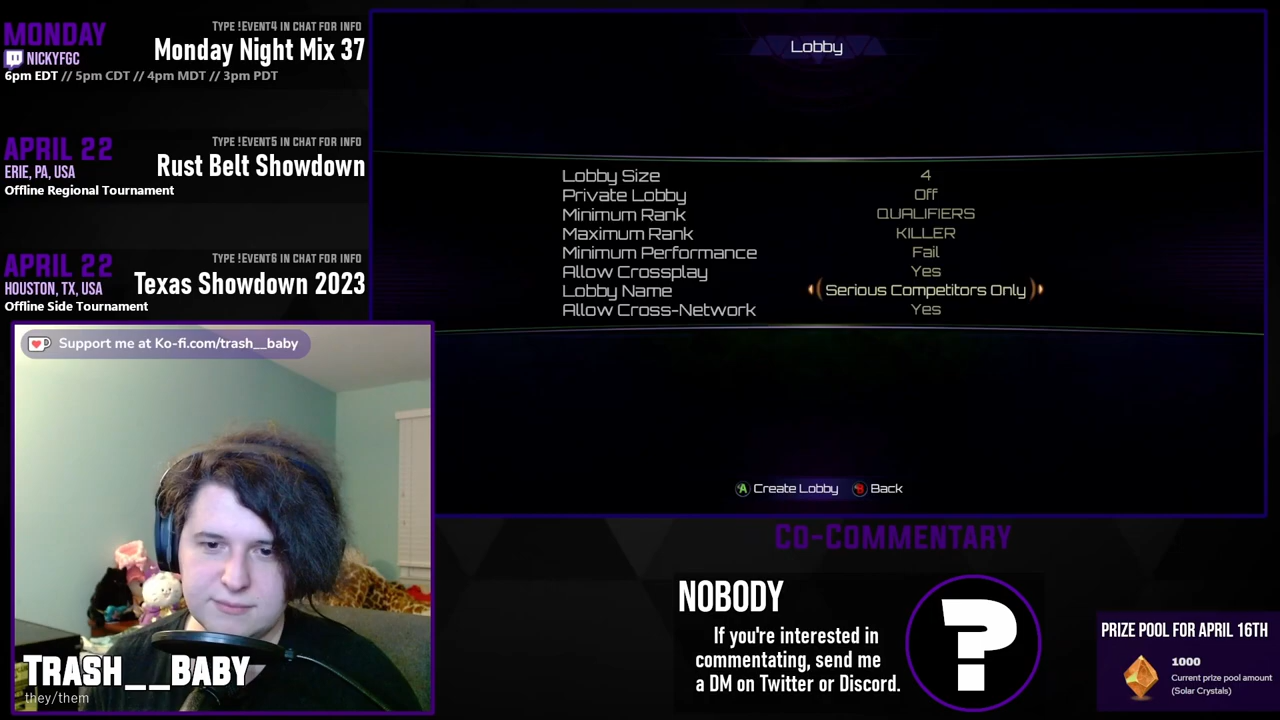 MONDAY
TYPE !EVENT4 IN CHAT FOR INFO
NICKYFGC
Monday Night Mix 37
6pm EDT // 5pm CDT // 4pm MDT // 3pm PDT
APRIL 22
TYPE !EVENT5 IN CHAT FOR INFO
ERIE, PA, USA
Rust Belt Showdown
Offline Regional Tournament
APRIL 22
TYPE !EVENT6 IN CHAT FOR INFO
HOUSTON, TX, USA
Texas Showdown 2023
Offline Side Tournament
Lobby
Lobby Size 4
Private Lobby Off
Minimum Rank QUALIFIERS
Maximum Rank KILLER
Minimum Performance Fail
Allow Crossplay Yes
Lobby Name Serious Competitors Only
Allow Cross-Network Yes
A Create Lobby B Back
Support me at Ko-fi.com/trash__baby
TRASH__BABY
they/them
CO-COMMENTARY
NOBODY
If you're interested in
commentating, send me
a DM on Twitter or Discord.
?
PRIZE POOL FOR APRIL 16TH
1000
Current prize pool amount
(Solar Crystals)